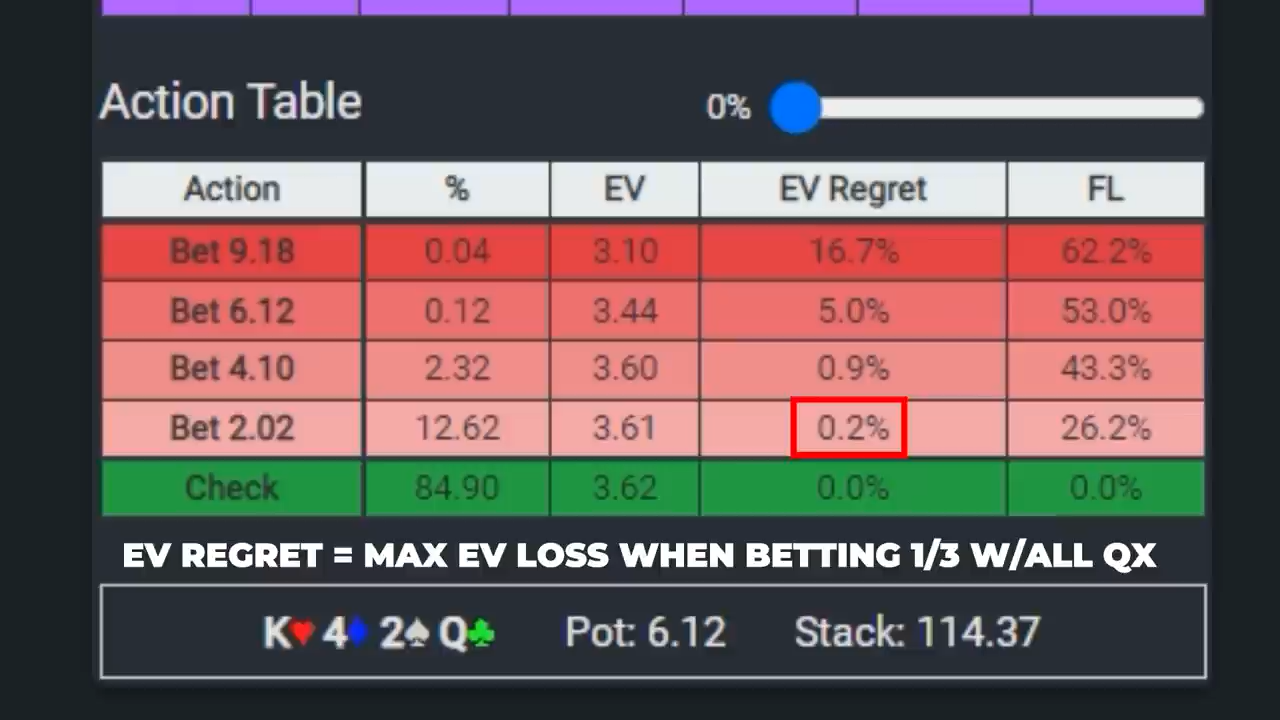 Action Table 0%
Action % EV EV Regret FL
Bet 9.18 0.04 3.10 16.7% 62.2%
Bet 6.12 0.12 3.44 5.0% 53.0%
Bet 4.10 2.32 3.60 0.9% 43.3%
Bet 2.02 12.62 3.61 0.2% 26.2%
Check 84.90 3.62 0.0% 0.0%
EV REGRET = MAX EV LOSS WHEN BETTING 1/3 W/ALL QX
K♥ 4♦ 2♠ Q♣ Pot: 6.12 Stack: 114.37